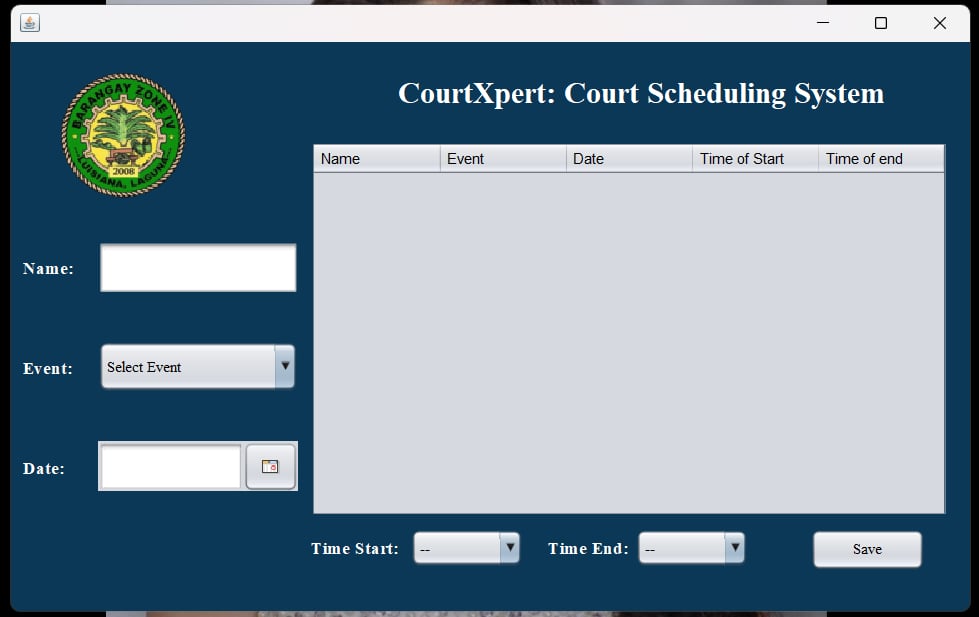 BARANGAY ZONE IV
2008
LUISIANA, LAGUNA
CourtXpert: Court Scheduling System
Name Event Date Time of Start Time of end
Name:
Event: Select Event
Date:
Time Start: -- Time End: -- Save